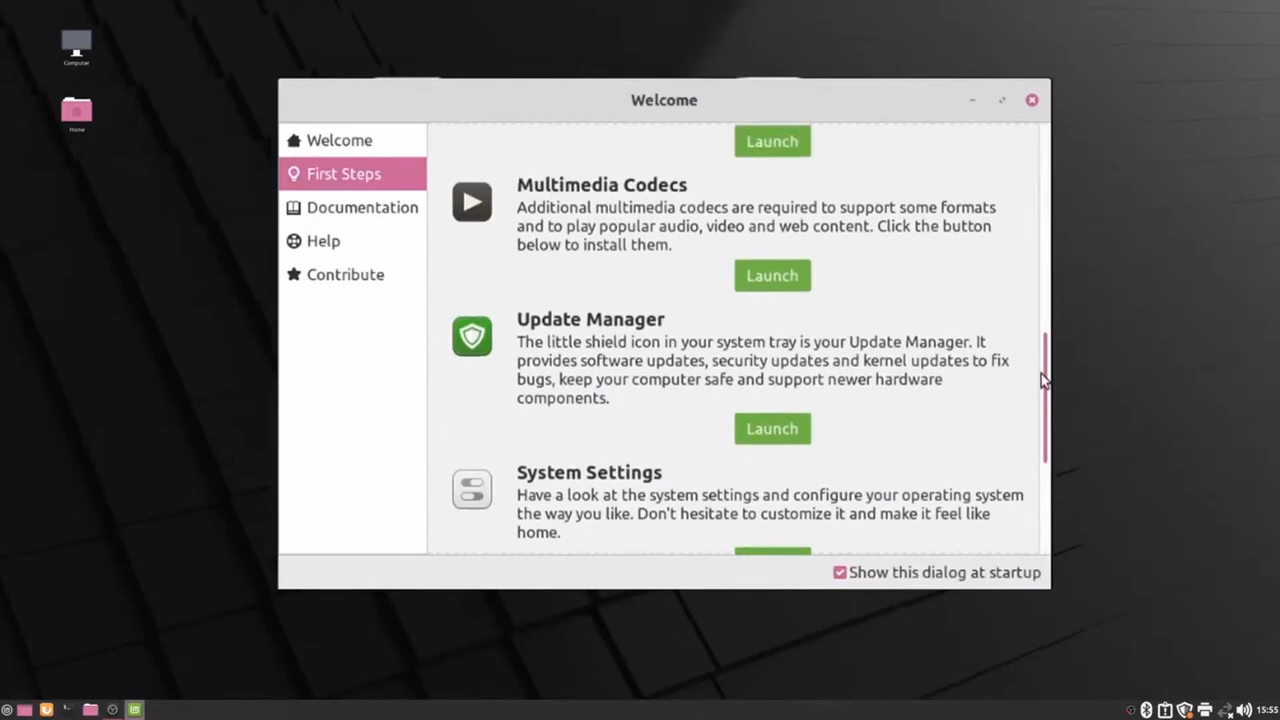 Computer
Home
Welcome
Welcome
First Steps
Documentation
Help
Contribute
Launch
Multimedia Codecs
Additional multimedia codecs are required to support some formats
and to play popular audio, video and web content. Click the button
below to install them.
Launch
Update Manager
The little shield icon in your system tray is your Update Manager. It
provides software updates, security updates and kernel updates to fix
bugs, keep your computer safe and support newer hardware
components.
Launch
System Settings
Have a look at the system settings and configure your operating system
the way you like. Don't hesitate to customize it and make it feel like
home.
Show this dialog at startup
15:55